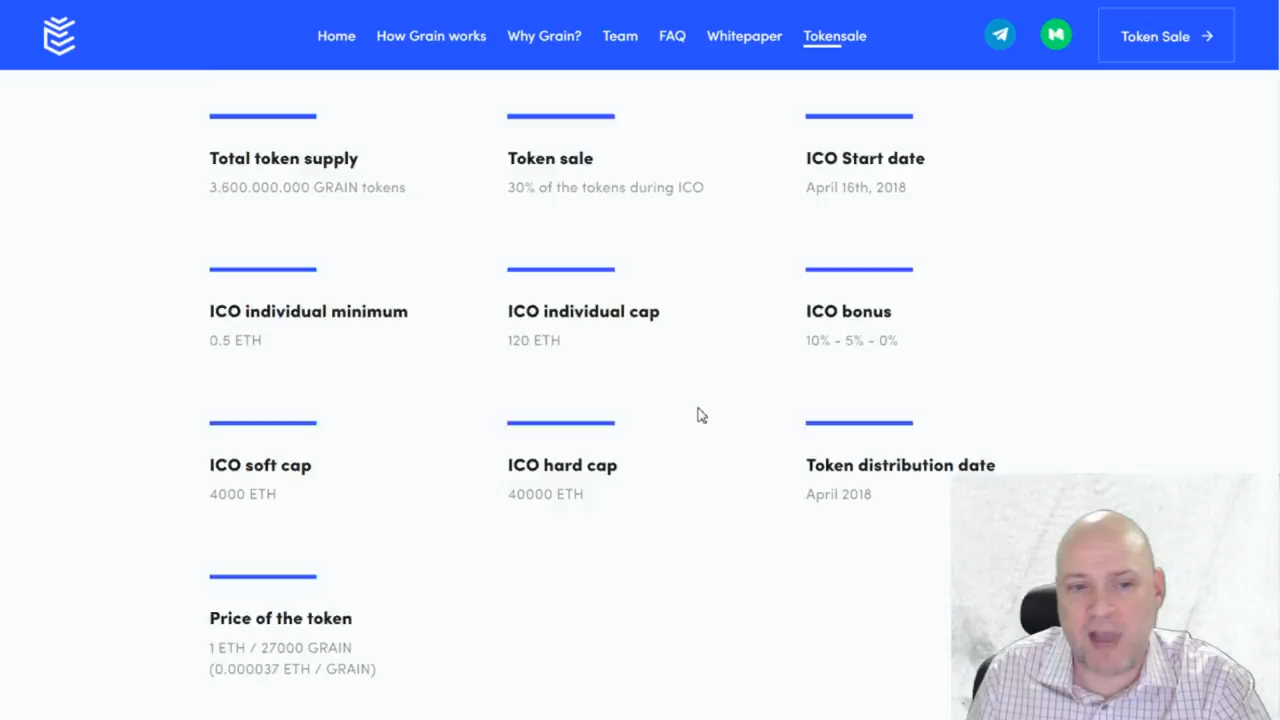 Home How Grain works Why Grain? Team FAQ Whitepaper Tokensale Token Sale
Total token supply
3.600.000.000 GRAIN tokens
Token sale
30% of the tokens during ICO
ICO Start date
April 16th, 2018
ICO individual minimum
0.5 ETH
ICO individual cap
120 ETH
ICO bonus
10% - 5% - 0%
ICO soft cap
4000 ETH
ICO hard cap
40000 ETH
Token distribution date
April 2018
Price of the token
1 ETH / 27000 GRAIN
(0.000037 ETH / GRAIN)